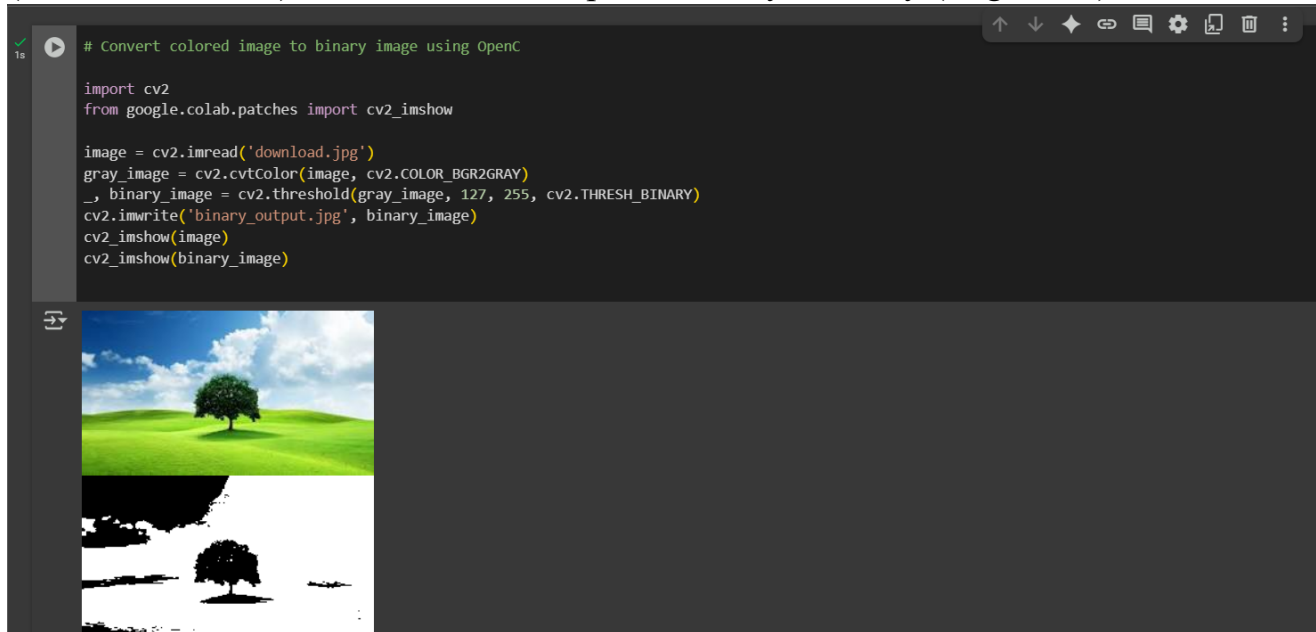 # Convert colored image to binary image using OpenC
1s
import cv2
from google.colab.patches import cv2_imshow
image = cv2.imread('download.jpg')
gray_image = cv2.cvtColor(image, cv2.COLOR_BGR2GRAY)
_, binary_image = cv2.threshold(gray_image, 127, 255, cv2.THRESH_BINARY)
cv2.imwrite('binary_output.jpg', binary_image)
cv2_imshow(image)
cv2_imshow(binary_image)